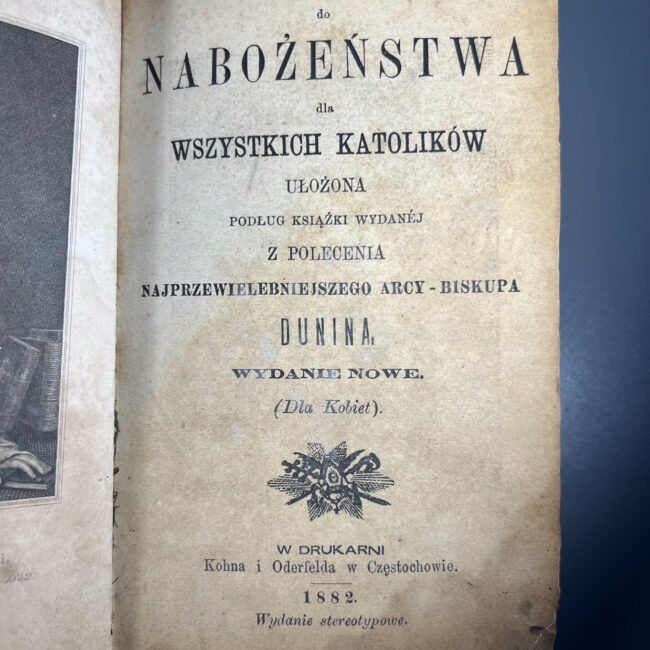 do
NABOŻEŃSTWA
dla
WSZYSTKICH KATOLIKÓW
UŁOŻONA
PODŁUG KSIĄŻKI WYDANÉJ
Z POLECENIA
NAJPRZEWIELEBNIEJSZEGO ARCY-BISKUPA
DUNINA.
WYDANIE NOWE.
(Dla Kobiet).
W DRUKARNI
Kohna i Oderfelda w Częstochowie.
1882.
Wydanie stereotypowe.